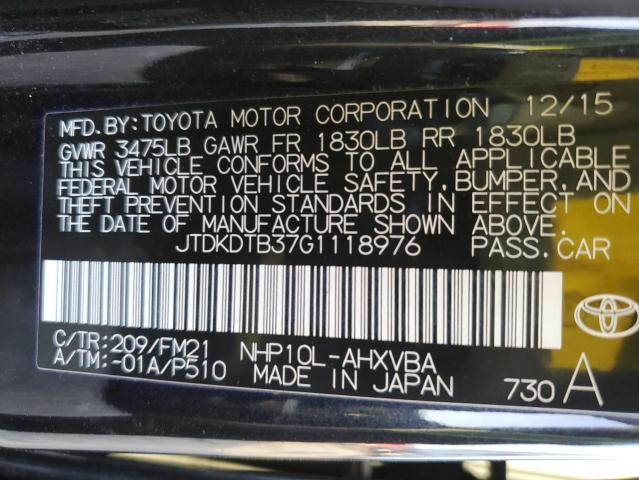 MFD.BY:TOYOTA MOTOR CORPORATION 12/15
GVWR 3475LB GAWR FR 1830LB RR 1830LB
THIS VEHICLE CONFORMS TO ALL APPLICABLE
FEDERAL MOTOR VEHICLE SAFETY,BUMPER,AND
THEFT PREVENTION STANDARDS IN EFFECT ON
THE DATE OF MANUFACTURE SHOWN ABOVE.
JTDKDTB37G1118976 PASS.CAR
C/TR:209/FM21 NHP10L-AHXVBA
A/TM:-01A/P510 MADE IN JAPAN 730 A